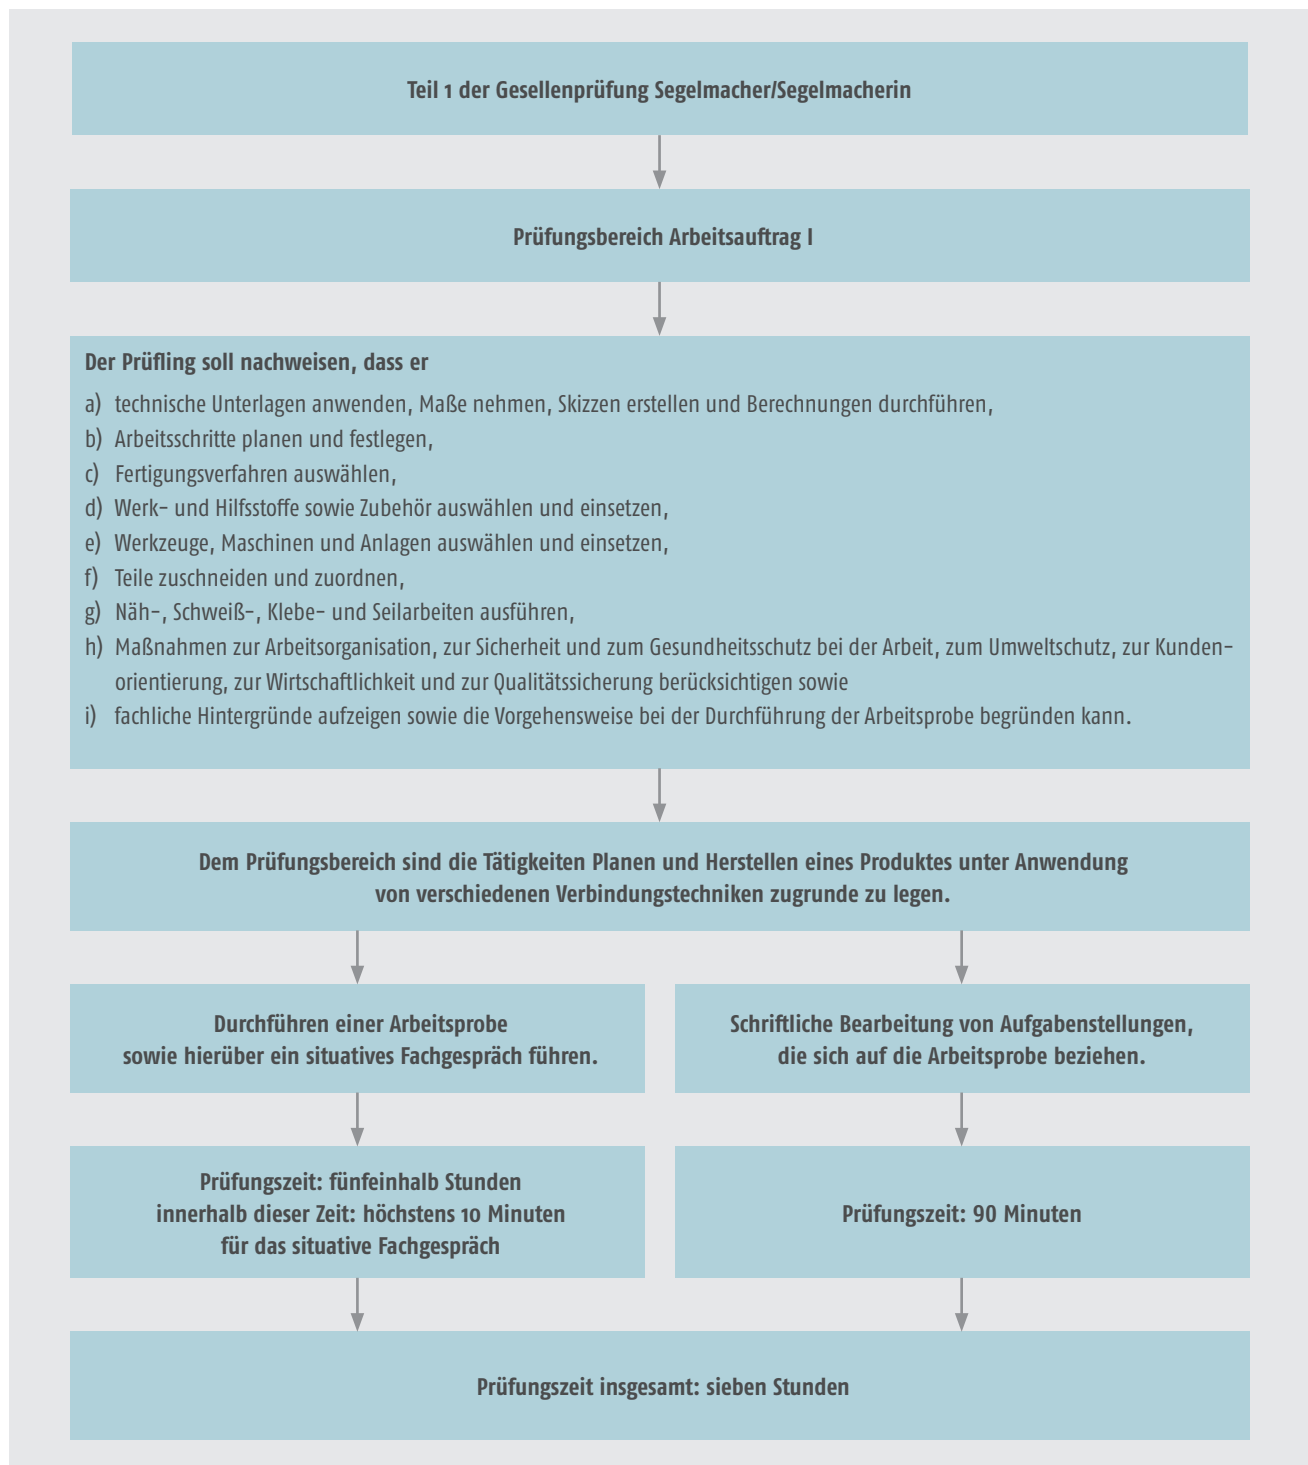 Teil 1 der Gesellenprüfung Segelmacher/Segelmacherin
Prüfungsbereich Arbeitsauftrag I
Der Prüfling soll nachweisen, dass er
a) technische Unterlagen anwenden, Maße nehmen, Skizzen erstellen und Berechnungen durchführen,
b) Arbeitsschritte planen und festlegen,
c) Fertigungsverfahren auswählen,
d) Werk- und Hilfsstoffe sowie Zubehör auswählen und einsetzen,
e) Werkzeuge, Maschinen und Anlagen auswählen und einsetzen,
f) Teile zuschneiden und zuordnen,
g) Näh-, Schweiß-, Klebe- und Seilarbeiten ausführen,
h) Maßnahmen zur Arbeitsorganisation, zur Sicherheit und zum Gesundheitsschutz bei der Arbeit, zum Umweltschutz, zur Kunden-
orientierung, zur Wirtschaftlichkeit und zur Qualitätssicherung berücksichtigen sowie
i) fachliche Hintergründe aufzeigen sowie die Vorgehensweise bei der Durchführung der Arbeitsprobe begründen kann.
Dem Prüfungsbereich sind die Tätigkeiten Planen und Herstellen eines Produktes unter Anwendung
von verschiedenen Verbindungstechniken zugrunde zu legen.
Durchführen einer Arbeitsprobe
sowie hierüber ein situatives Fachgespräch führen.
Schriftliche Bearbeitung von Aufgabenstellungen,
die sich auf die Arbeitsprobe beziehen.
Prüfungszeit: fünfeinhalb Stunden
innerhalb dieser Zeit: höchstens 10 Minuten
für das situative Fachgespräch
Prüfungszeit: 90 Minuten
Prüfungszeit insgesamt: sieben Stunden